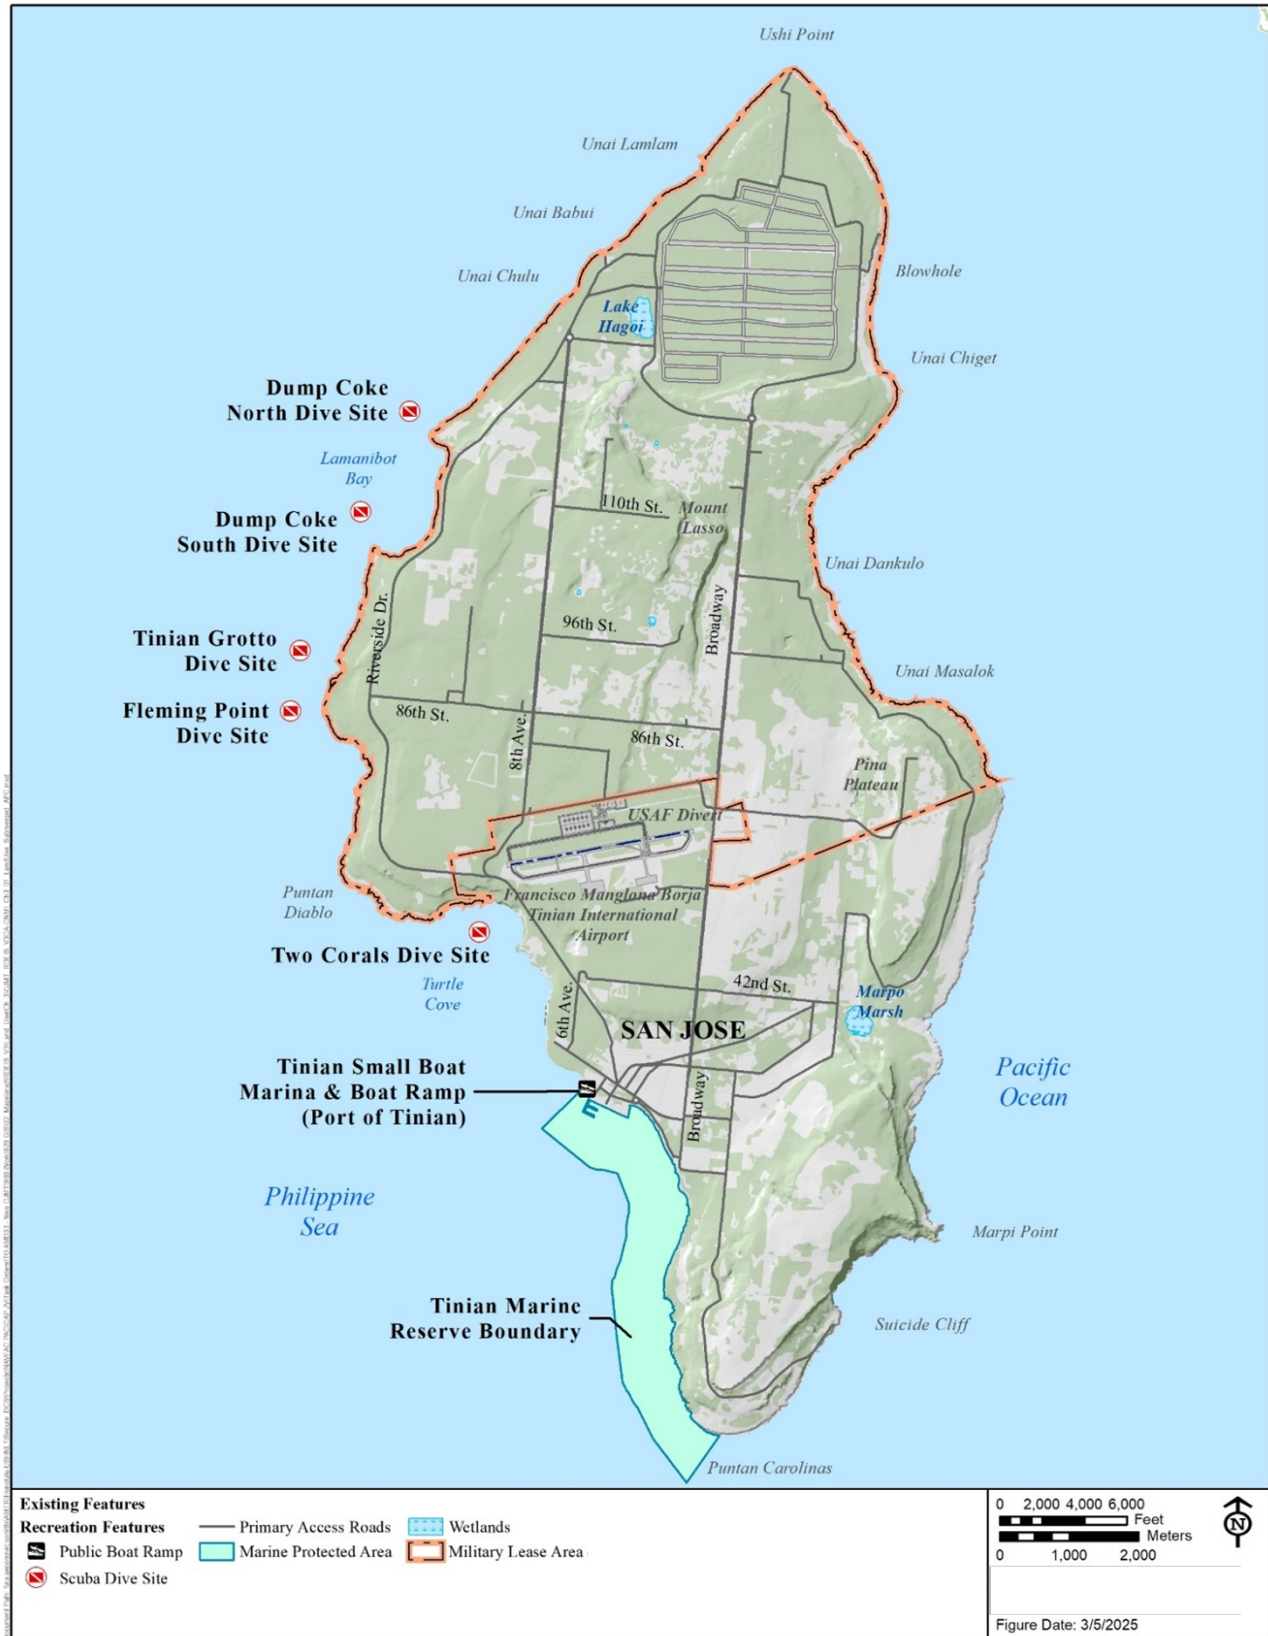 Ushi Point
Unai Lamlam
Unai Babui
Unai Chulu
Blowhole
Lake
Hagoi
Unai Chiget
Dump Coke
North Dive Site
Lamanibot
Bay
Dump Coke
South Dive Site
110th St.
Mount
Lasso
Unai Dankulo
Riverside Dr.
96th St.
Broadway
Tinian Grotto
Dive Site
Unai Masalok
Fleming Point
Dive Site
86th St.
86th St.
8th Ave.
Pina
Plateau
USAF Divert
Puntan
Diablo
Francisco Manglona Borja
Tinian International
Airport
Two Corals Dive Site
Turtle
Cove
42nd St.
Marpo
Marsh
6th Ave.
SAN JOSE
Tinian Small Boat
Marina & Boat Ramp
(Port of Tinian)
Broadway
Pacific
Ocean
Philippine
Sea
Marpi Point
Tinian Marine
Reserve Boundary
Suicide Cliff
Puntan Carolinas
Existing Features
Recreation Features
Public Boat Ramp
Scuba Dive Site
Primary Access Roads
Marine Protected Area
Wetlands
Military Lease Area
0 2,000 4,000 6,000
Feet
Meters
0 1,000 2,000
N
Figure Date: 3/5/2025